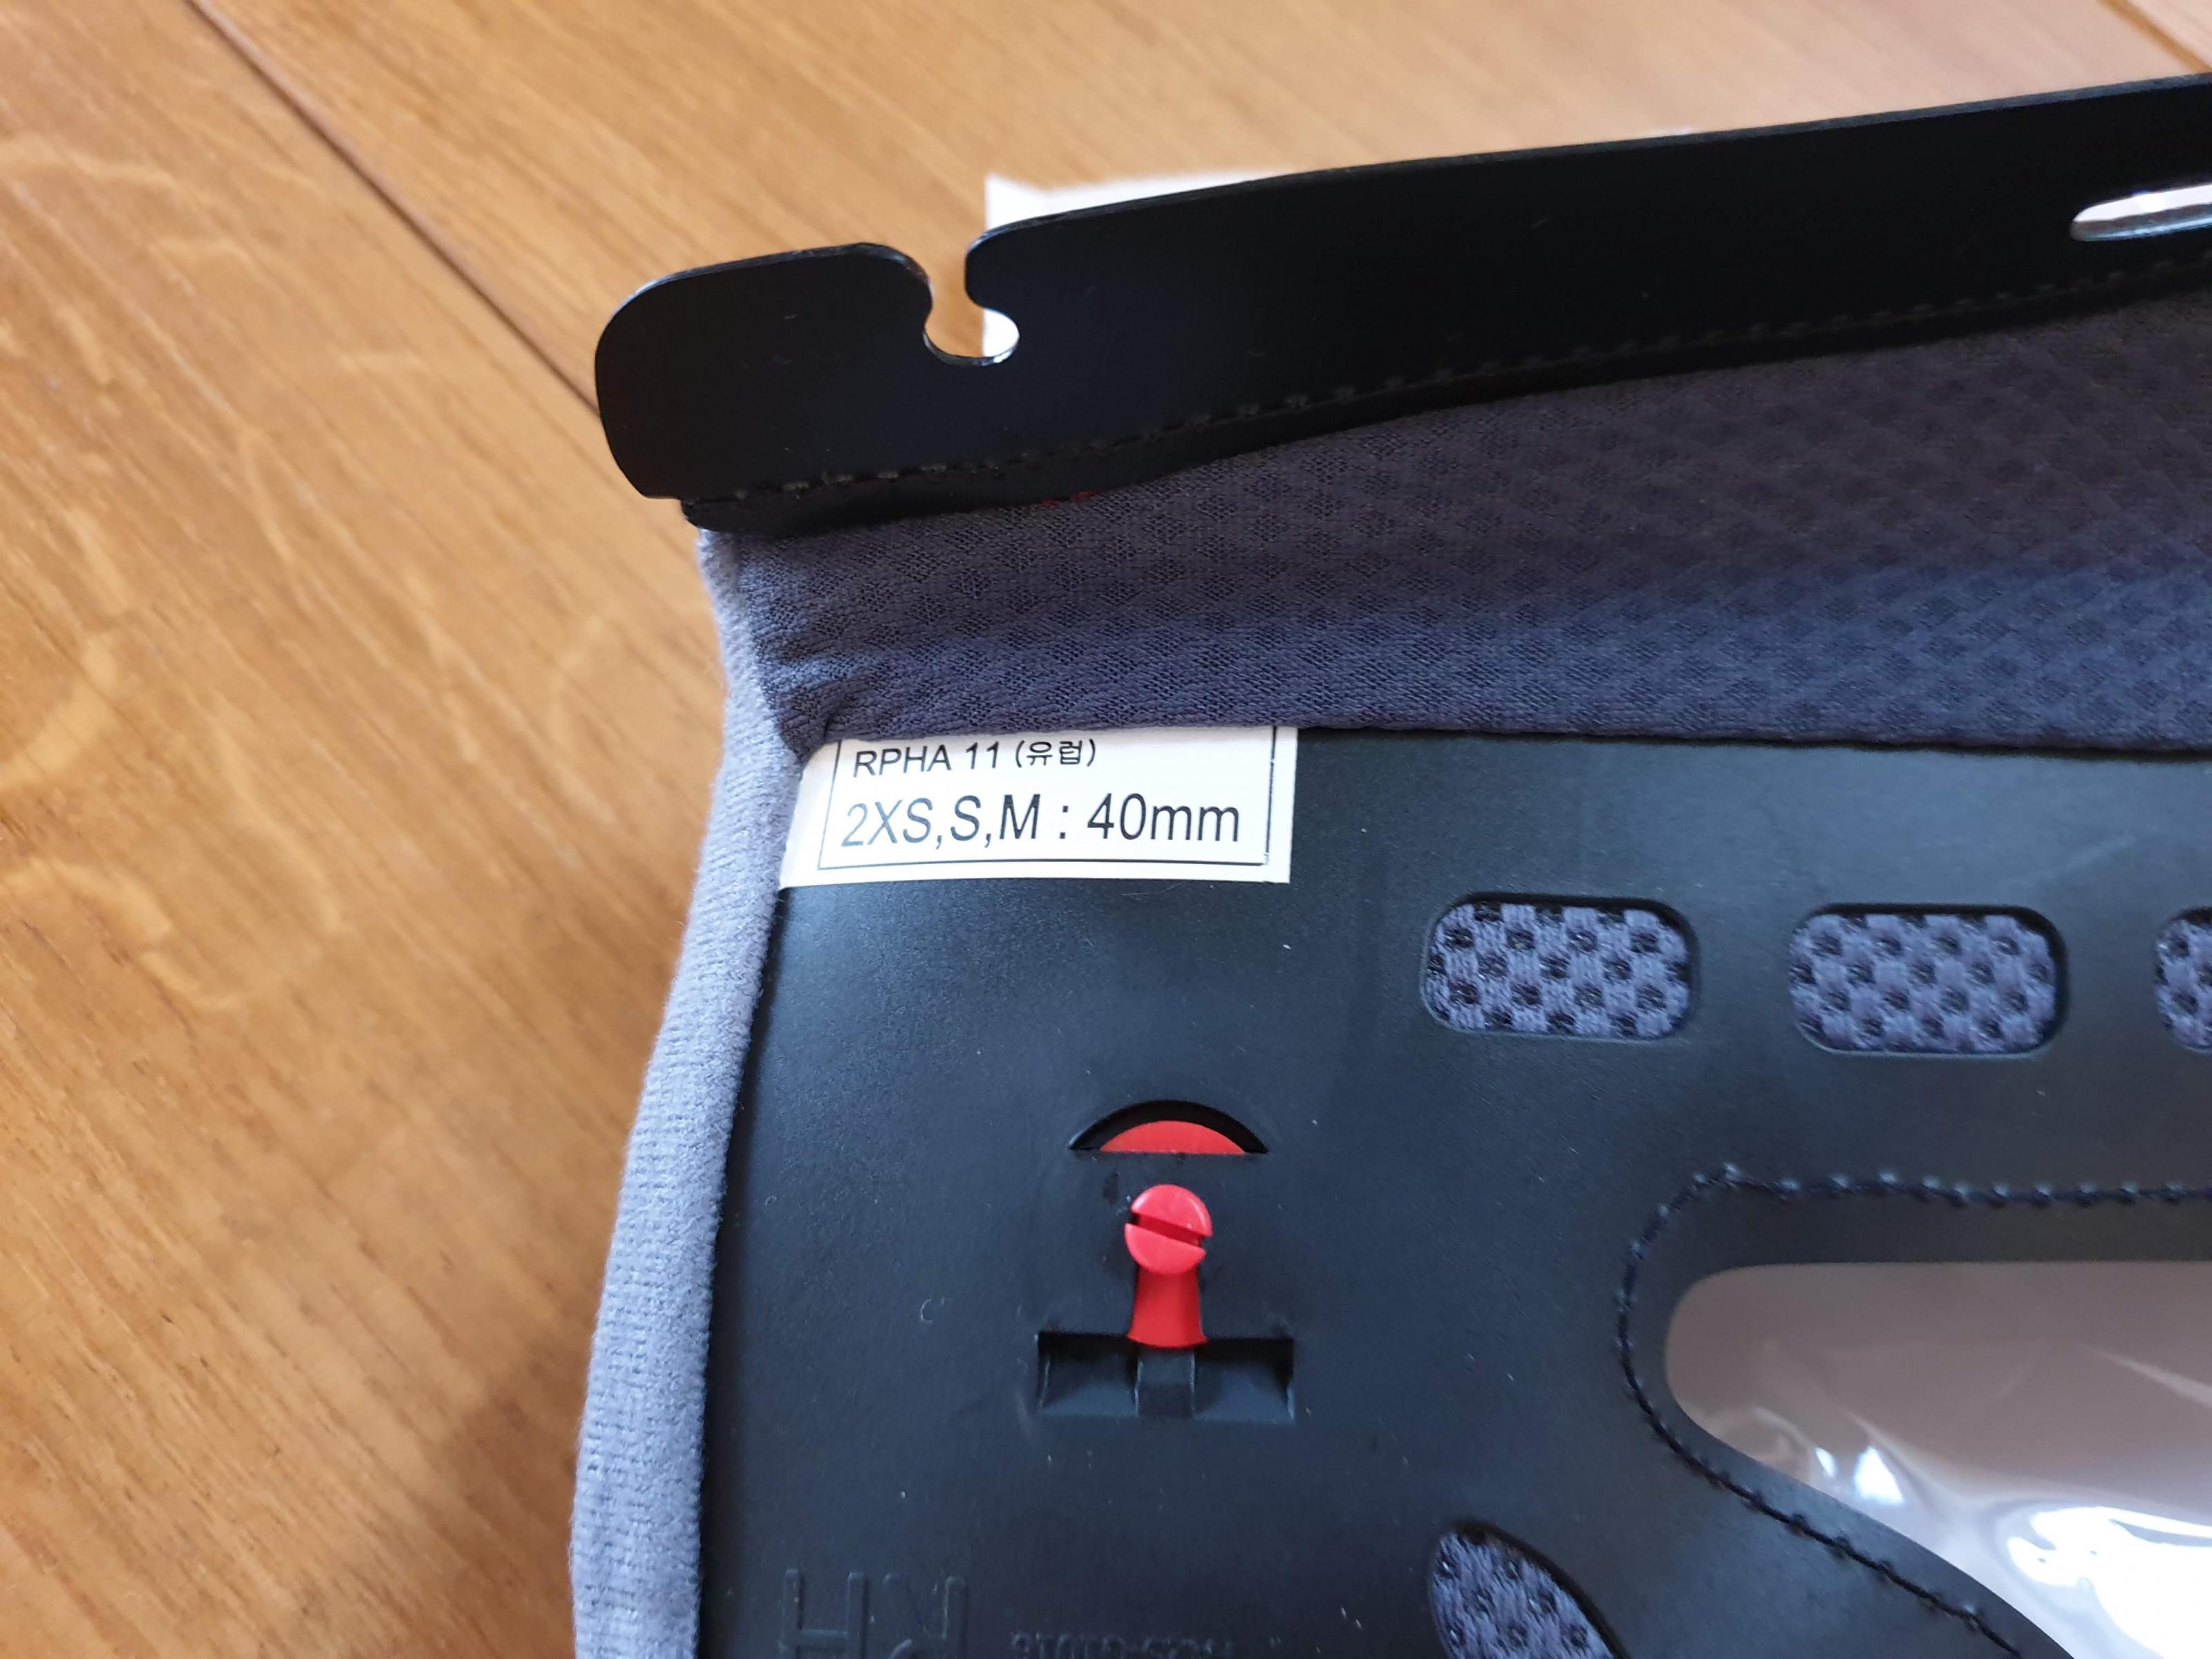 RPHA 11 (유럽)
2XS,S,M : 40mm